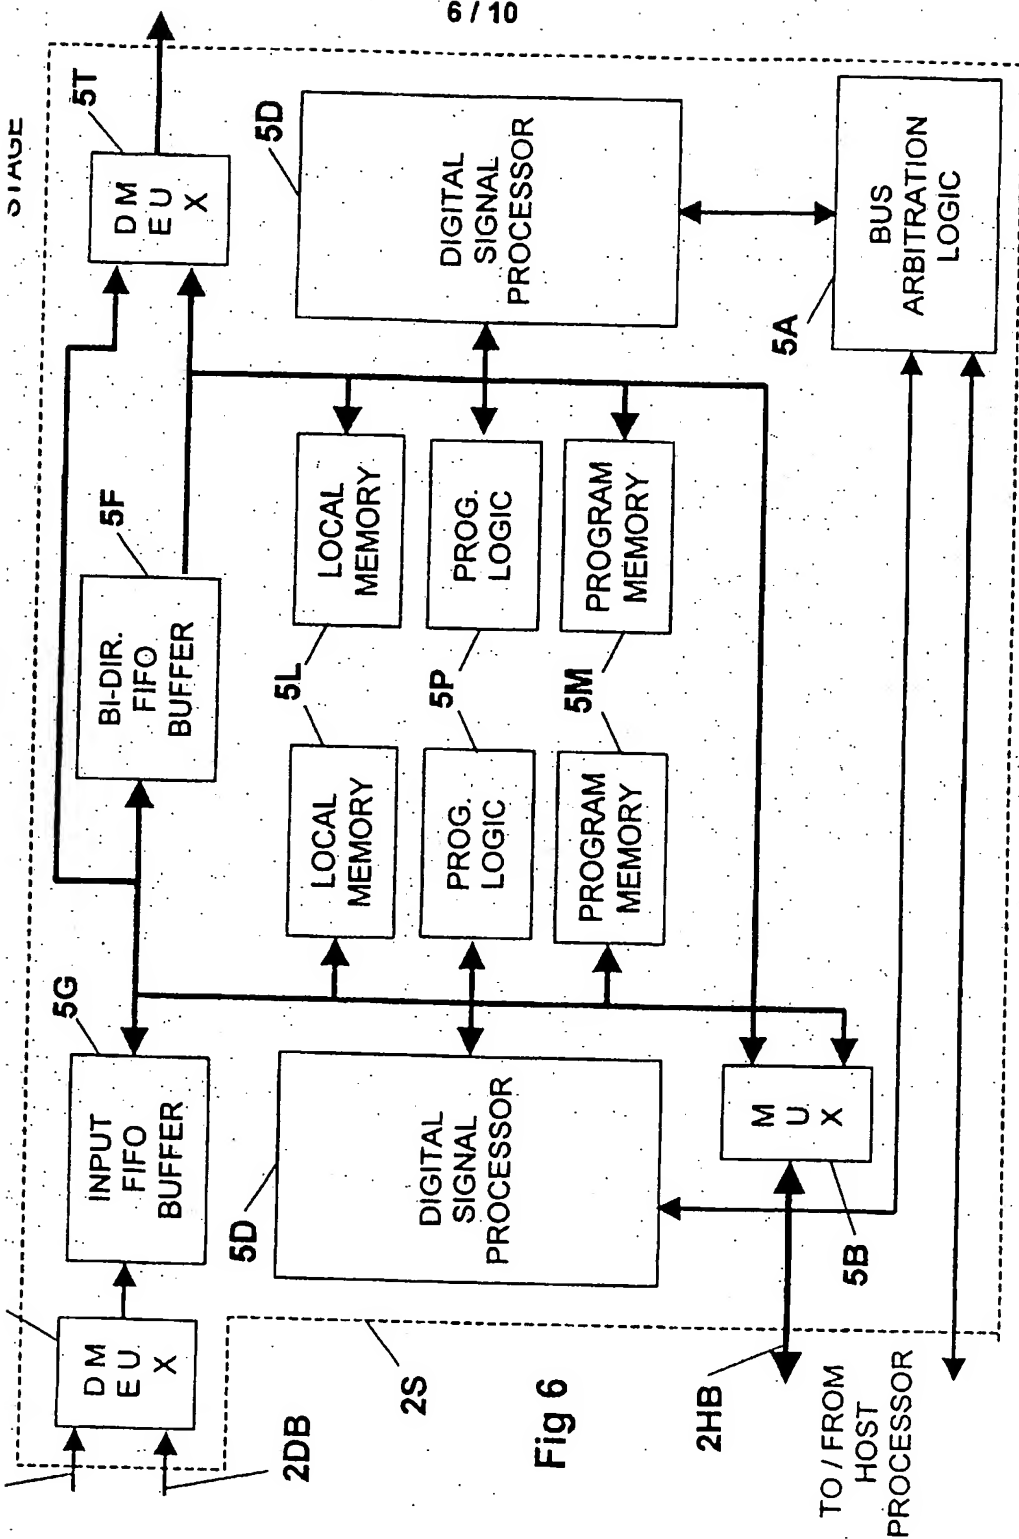 6 / 10
STAGE
5T
D M
E U
X
5D
DIGITAL
SIGNAL
PROCESSOR
BUS
ARBITRATION
LOGIC
5A
5F
BI-DIR.
FIFO
BUFFER
LOCAL
MEMORY
PROG.
LOGIC
PROGRAM
MEMORY
5L
5P
5M
LOCAL
MEMORY
PROG.
LOGIC
PROGRAM
MEMORY
5G
INPUT
FIFO
BUFFER
5D
DIGITAL
SIGNAL
PROCESSOR
M
U
X
5B
D M
E U.
X
2DB
2S
Fig 6
2HB
TO / FROM
HOST
PROCESSOR